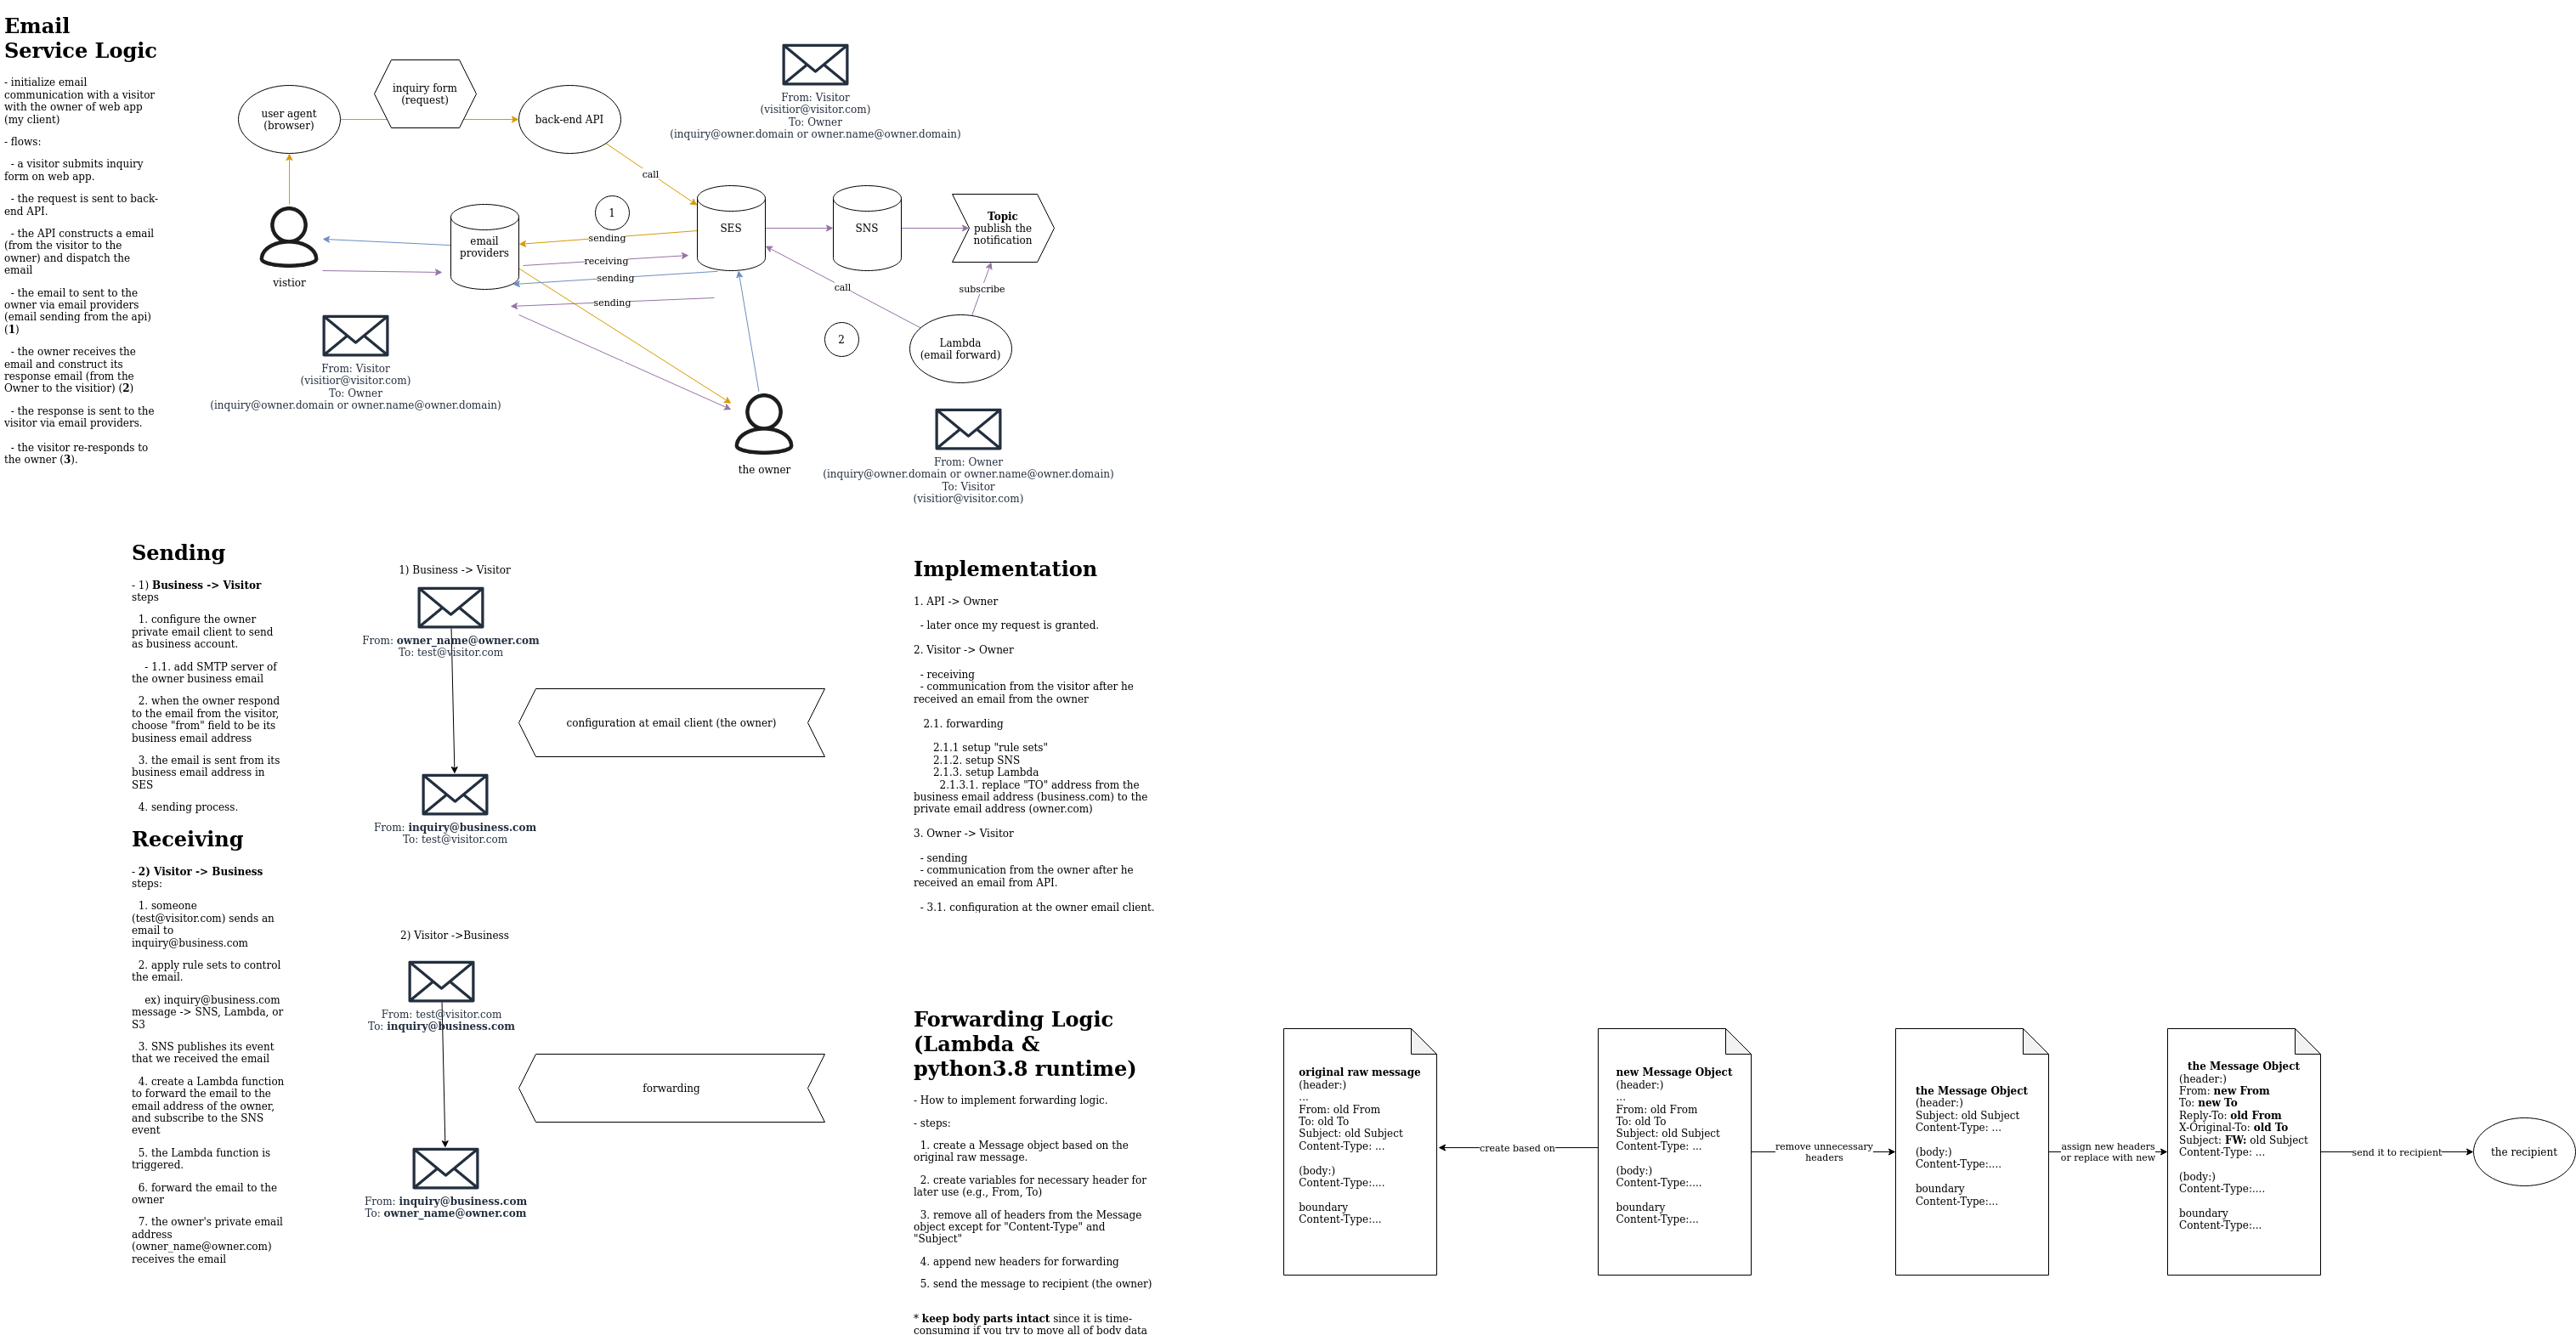 Email
Service Logic
- initialize email
communication with a visitor
with the owner of web app
(my client)
- flows:
- a visitor submits inquiry
form on web app.
- the request is sent to back-
end API.
- the API constructs a email
(from the visitor to the
owner) and dispatch the
email
- the email to sent to the
owner via email providers
(email sending from the api)
(1)
- the owner receives the
email and construct its
response email (from the
Owner to the visitior) (2)
- the response is sent to the
visitor via email providers.
- the visitor re-responds to
the owner (3).
user agent
(browser)
inquiry form
(request)
back-end API
From: Visitor
(visitior@visitor.com)
To: Owner
(inquiry@owner.domain or owner.name@owner.domain)
call
vistior
email
providers
1
sending
receiving
sending
sending
SES
SNS
Topic
publish the
notification
call
subscribe
2
Lambda
(email forward)
From: Visitor
(visitior@visitor.com)
To: Owner
(inquiry@owner.domain or owner.name@owner.domain)
the owner
From: Owner
(inquiry@owner.domain or owner.name@owner.domain)
To: Visitor
(visitior@visitor.com)
Sending
- 1) Business -> Visitor
steps
1. configure the owner
private email client to send
as business account.
- 1.1. add SMTP server of
the owner business email
2. when the owner respond
to the email from the visitor,
choose "from" field to be its
business email address
3. the email is sent from its
business email address in
SES
4. sending process.
Receiving
- 2) Visitor -> Business
steps:
1. someone
(test@visitor.com) sends an
email to
inquiry@business.com
2. apply rule sets to control
the email.
ex) inquiry@business.com
message -> SNS, Lambda, or
S3
3. SNS publishes its event
that we received the email
4. create a Lambda function
to forward the email to the
email address of the owner,
and subscribe to the SNS
event
5. the Lambda function is
triggered.
6. forward the email to the
owner
7. the owner's private email
address
(owner_name@owner.com)
receives the email
1) Business -> Visitor
From: owner_name@owner.com
To: test@visitor.com
configuration at email client (the owner)
From: inquiry@business.com
To: test@visitor.com
2) Visitor ->Business
From: test@visitor.com
To: inquiry@business.com
forwarding
From: inquiry@business.com
To: owner_name@owner.com
Implementation
1. API -> Owner
- later once my request is granted.
2. Visitor -> Owner
- receiving
- communication from the visitor after he
received an email from the owner
2.1. forwarding
2.1.1 setup "rule sets"
2.1.2. setup SNS
2.1.3. setup Lambda
2.1.3.1. replace "TO" address from the
business email address (business.com) to the
private email address (owner.com)
3. Owner -> Visitor
- sending
- communication from the owner after he
received an email from API.
- 3.1. configuration at the owner email client.
Forwarding Logic
(Lambda &
python3.8 runtime)
- How to implement forwarding logic.
- steps:
1. create a Message object based on the
original raw message.
2. create variables for necessary header for
later use (e.g., From, To)
3. remove all of headers from the Message
object except for "Content-Type" and
"Subject"
4. append new headers for forwarding
5. send the message to recipient (the owner)
* keep body parts intact since it is time-
consuming if you try to move all of body data
original raw message
(header:)
...
From: old From
To: old To
Subject: old Subject
Content-Type: ...
(body:)
Content-Type:....
boundary
Content-Type:...
create based on
new Message Object
(header:)
...
From: old From
To: old To
Subject: old Subject
Content-Type: ...
(body:)
Content-Type:....
boundary
Content-Type:...
remove unnecessary
headers
the Message Object
(header:)
Subject: old Subject
Content-Type: ...
(body:)
Content-Type:....
boundary
Content-Type:...
assign new headers
or replace with new
the Message Object
(header:)
From: new From
To: new To
Reply-To: old From
X-Original-To: old To
Subject: FW: old Subject
Content-Type: ...
(body:)
Content-Type:....
boundary
Content-Type:...
send it to recipient
the recipient